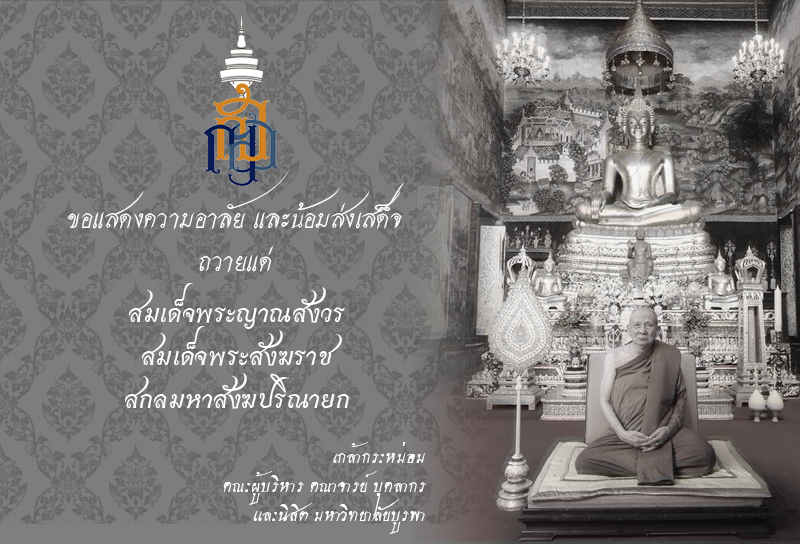 ขอแสดงความอาลัย และน้อมส่งเสด็จ
ถวายแด่
สมเด็จพระญาณสังวร
สมเด็จพระสังฆราช
สกลมหาสังฆปริณายก
เกล้ากระหม่อม
คณะผู้บริหาร คณาจารย์ บุคลากร
และนิสิต มหาวิทยาลัยบูรพา